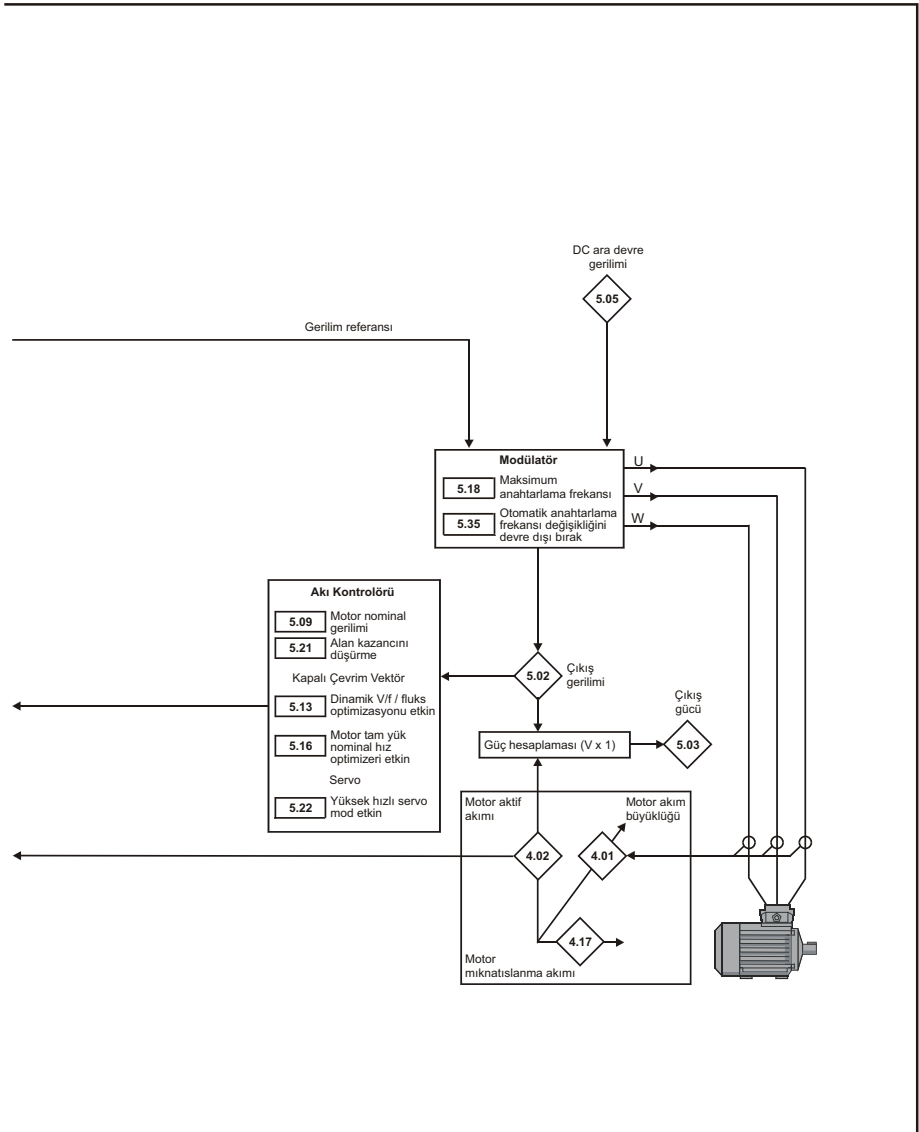 DC ara devre
gerilimi
5.05
Gerilim referansı
Modülatör
5.18
Maksimum
anahtarlama frekansı
5.35
Otomatik anahtarlama
frekansı değişikliğini
devre dışı bırak
U
V
W
Akı Kontrolörü
5.09
Motor nominal
gerilimi
5.21
Alan kazancını
düşürme
Kapalı Çevrim Vektör
5.13
Dinamik V/f / fluks
optimizasyonu etkin
5.16
Motor tam yük
nominal hız
optimizeri etkin
Servo
5.22
Yüksek hızlı servo
mod etkin
5.02
Çıkış
gerilimi
Çıkış
gücü
5.03
Güç hesaplaması (V x 1)
Motor aktif
akımı
Motor akım
büyüklüğü
4.02
4.01
4.17
Motor
mıknatıslanma akımı